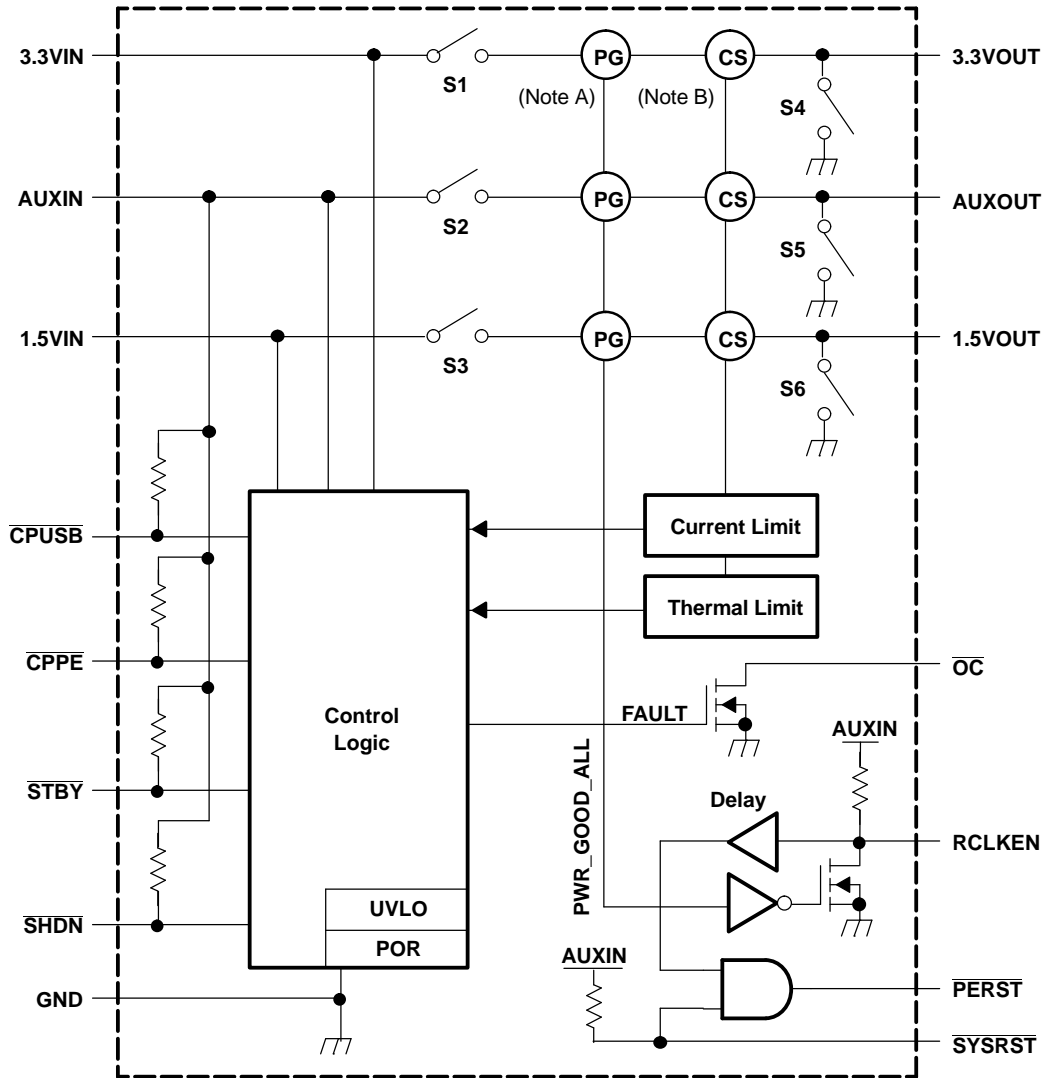 3.3VIN
S1
PG
(Note A)
CS
(Note B)
S4
3.3VOUT
AUXIN
S2
PG
CS
S5
AUXOUT
1.5VIN
S3
PG
CS
S6
1.5VOUT
CPUSB
CPPE
STBY
SHDN
GND
Control
Logic
UVLO
POR
Current Limit
Thermal Limit
FAULT
OC
PWR_GOOD_ALL
AUXIN
Delay
RCLKEN
AUXIN
PERST
SYSRST